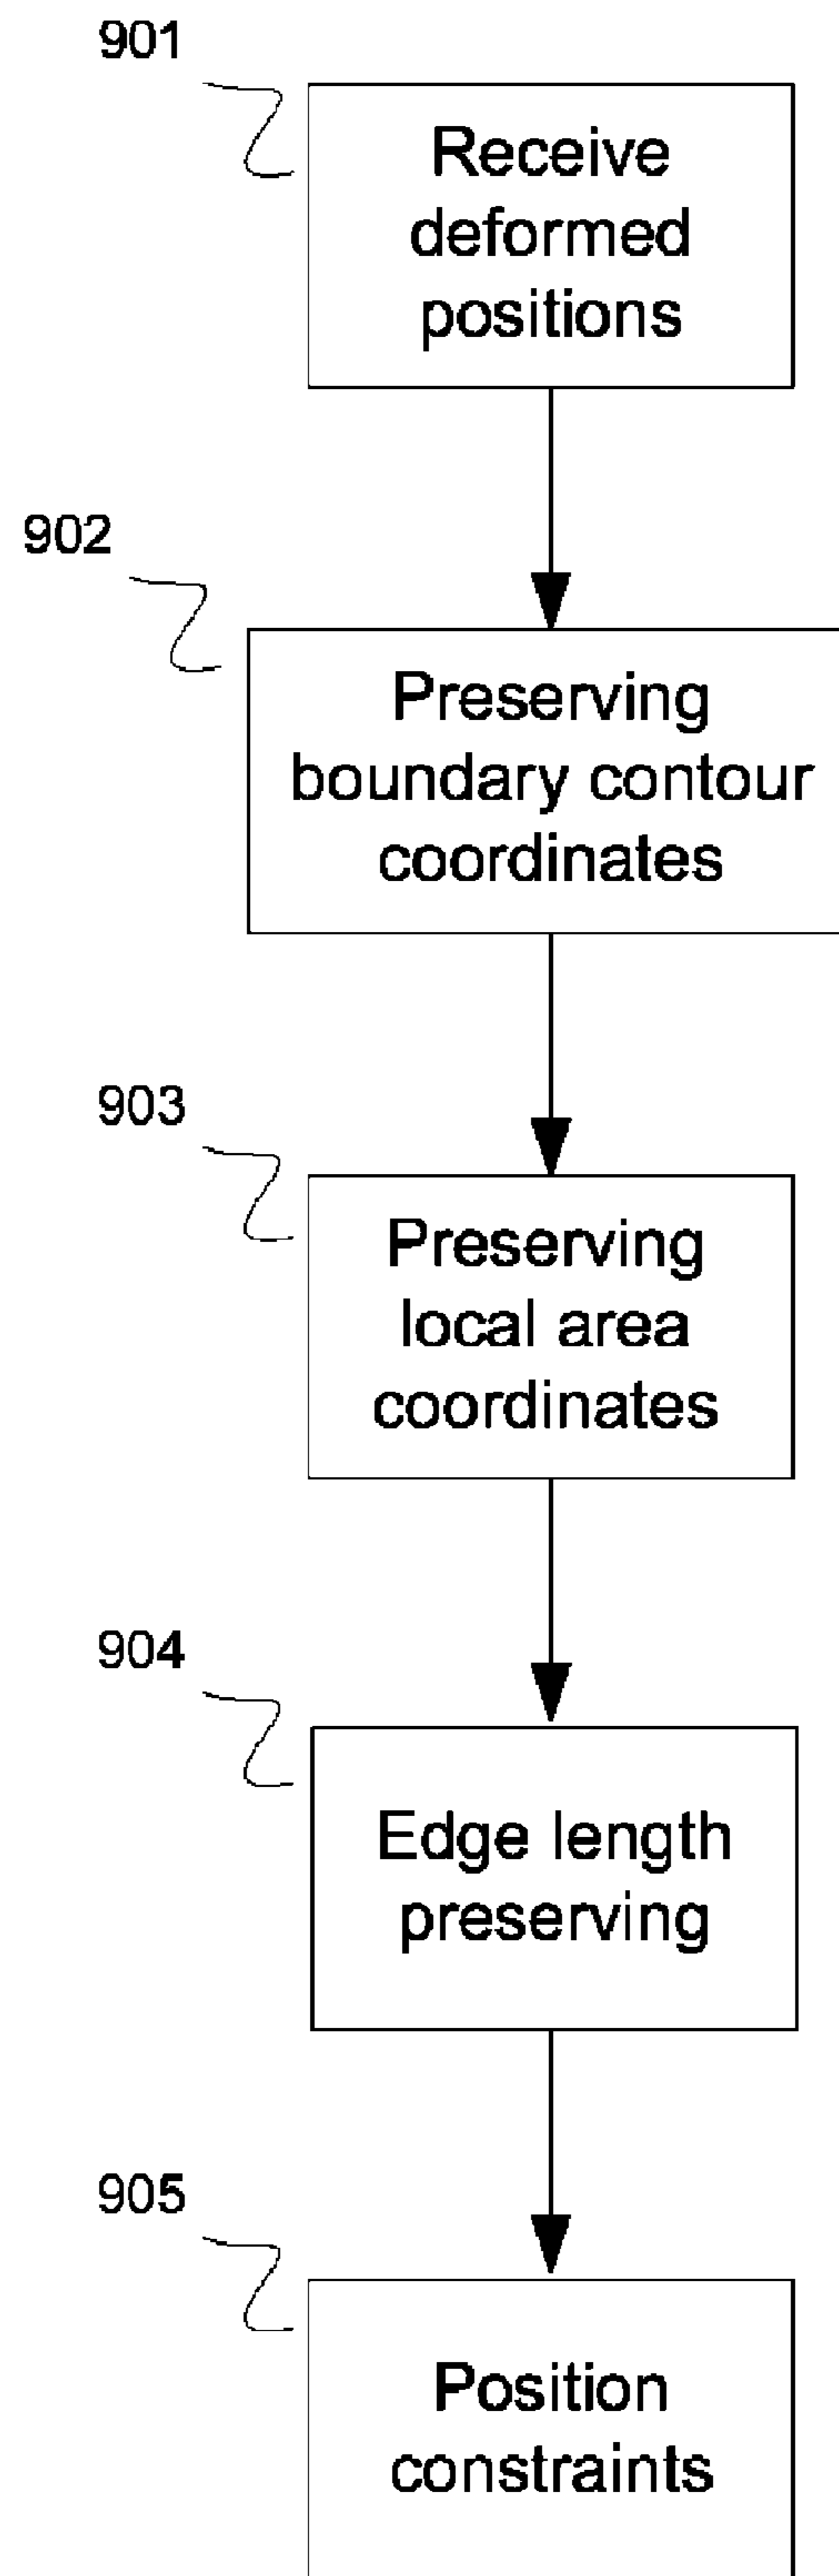 901
Receive
deformed
positions
902
Preserving
boundary contour
coordinates
903
Preserving
local area
coordinates
904
Edge length
preserving
905
Position
constraints